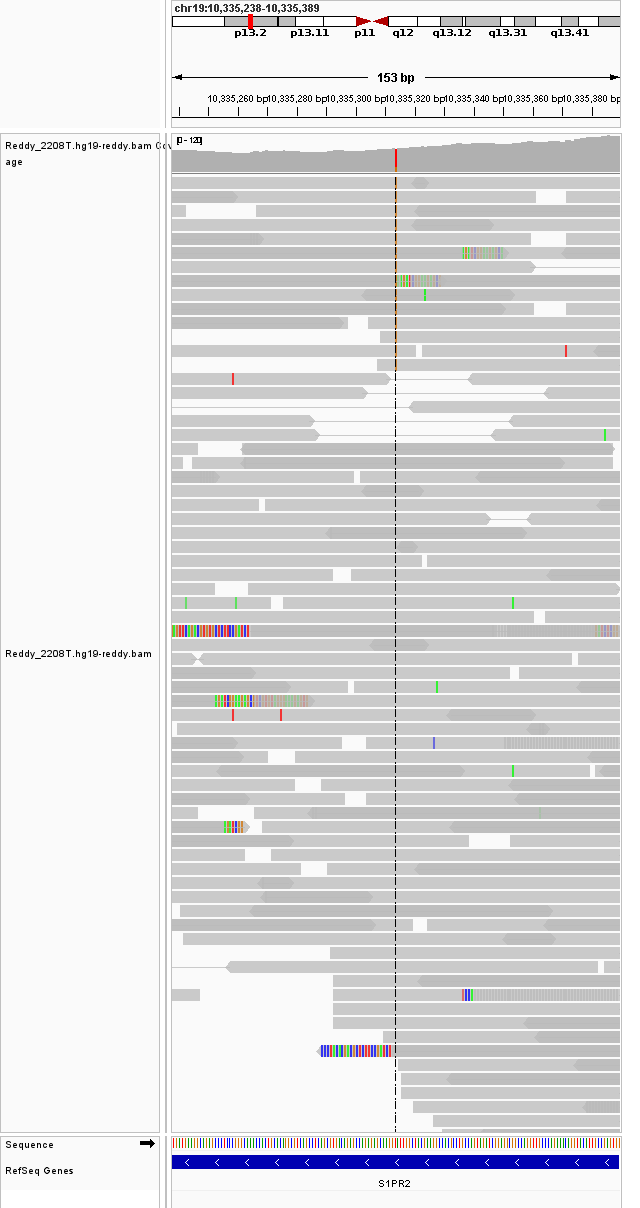 chr19:10,335,238-10,335,389
p13.2 p13.11 p11 q12 q13.12 q13.31 q13.41
153 bp
10,335,260 bp 10,335,280 bp 10,335,300 bp 10,335,320 bp 10,335,340 bp 10,335,360 bp 10,335,380 bp
[0 - 120]
Reddy_2208T.hg19-reddy.bam Cov
age
Reddy_2208T.hg19-reddy.bam
Sequence
RefSeq Genes
S1PR2